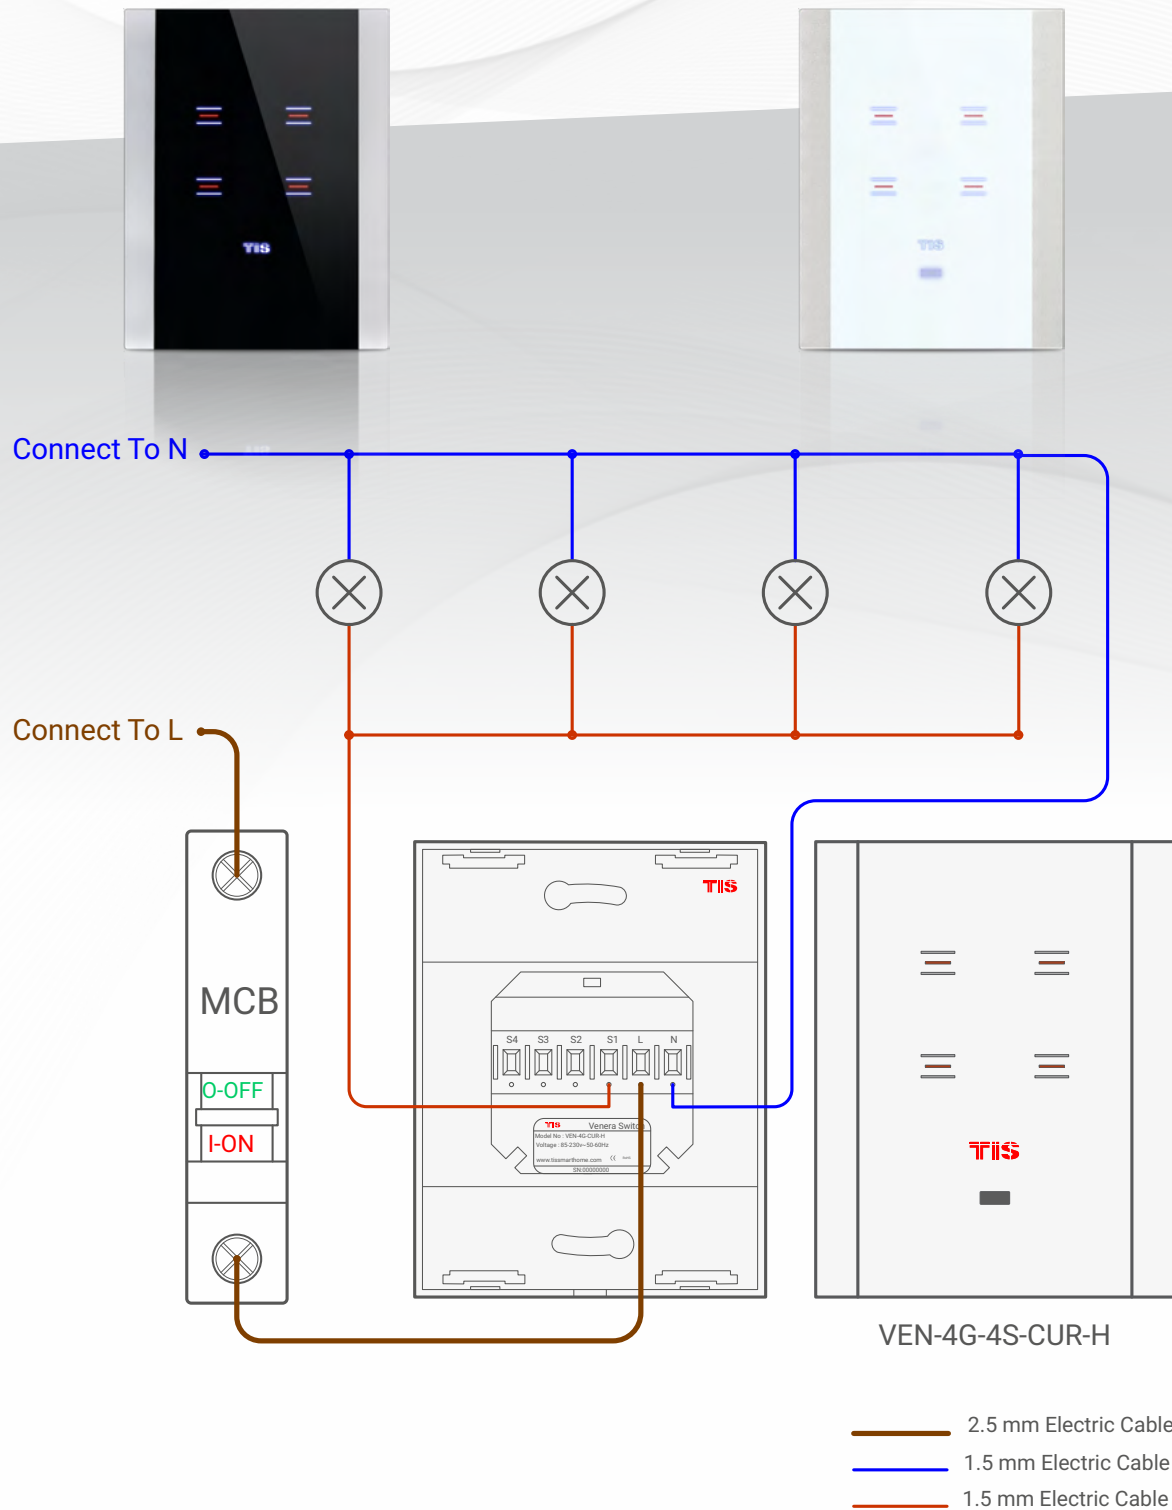 TIS
TIS
Connect To N
Connect To L
TIS
MCB
S4 S3 S2 S1 L N
O-OFF
I-ON
TIS Venera Switch
Model No : VEN-4G-CUR-H
Voltage : 85-230v~50-60Hz
www.tissmarthome.com CE
SN:00000000
TIS
VEN-4G-4S-CUR-H
2.5 mm Electric Cable
1.5 mm Electric Cable
1.5 mm Electric Cable